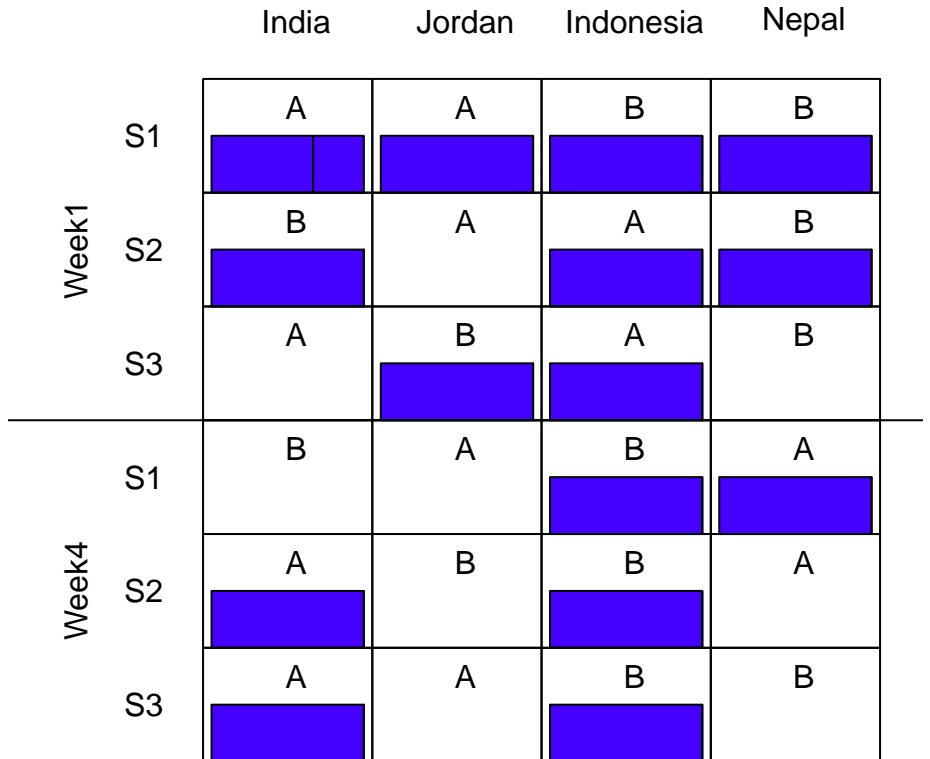 India Jordan Indonesia Nepal
Week1
S1 A A B B
S2 B A A B
S3 A B A B
Week4
S1 B A B A
S2 A B B A
S3 A A B B